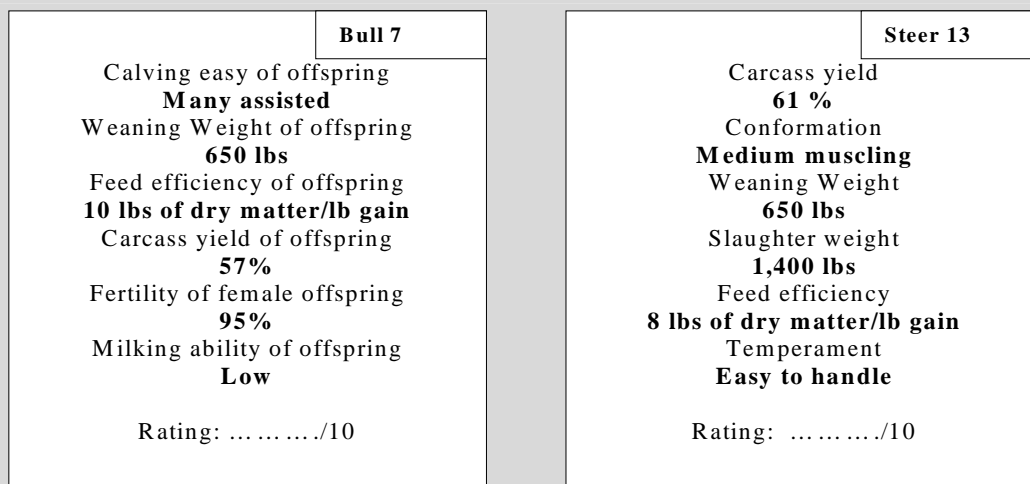 Bull 7
Calving easy of offspring
Many assisted
Weaning Weight of offspring
650 lbs
Feed efficiency of offspring
10 lbs of dry matter/lb gain
Carcass yield of offspring
57%
Fertility of female offspring
95%
Milking ability of offspring
Low
Rating: ... ... ... ./10
Steer 13
Carcass yield
61 %
Conformation
Medium muscling
Weaning Weight
650 lbs
Slaughter weight
1,400 lbs
Feed efficiency
8 lbs of dry matter/lb gain
Temperament
Easy to handle
Rating: ... ... ... ./10